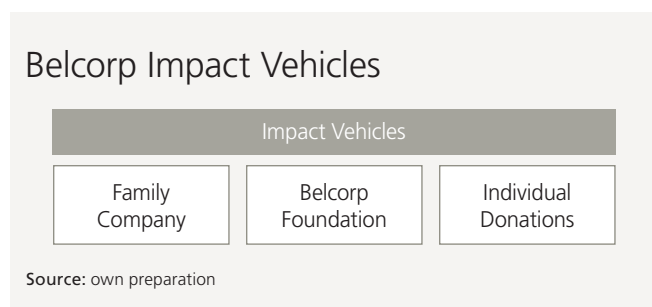 Belcorp Impact Vehicles
Impact Vehicles
Family
Company
Belcorp
Foundation
Individual
Donations
Source: own preparation